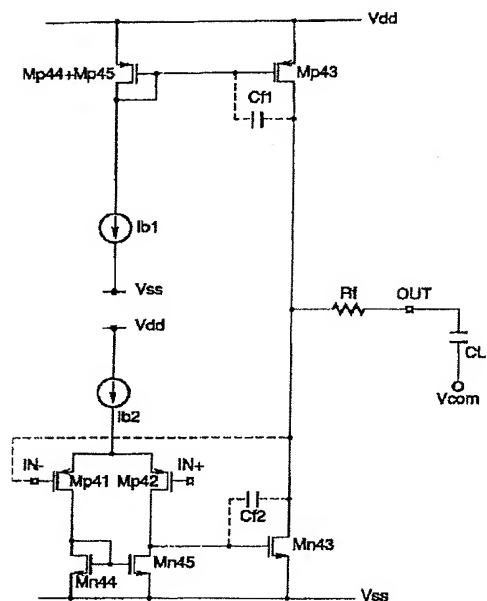 Vdd
Mp44+Mp45
Mp43
Cf1
Ib1
Vss
Vdd
Rf
OUT
CL
Vcom
Ib2
IN-
Mp41
Mp42
IN+
Cf2
Mn43
Mn44
Mn45
Vss